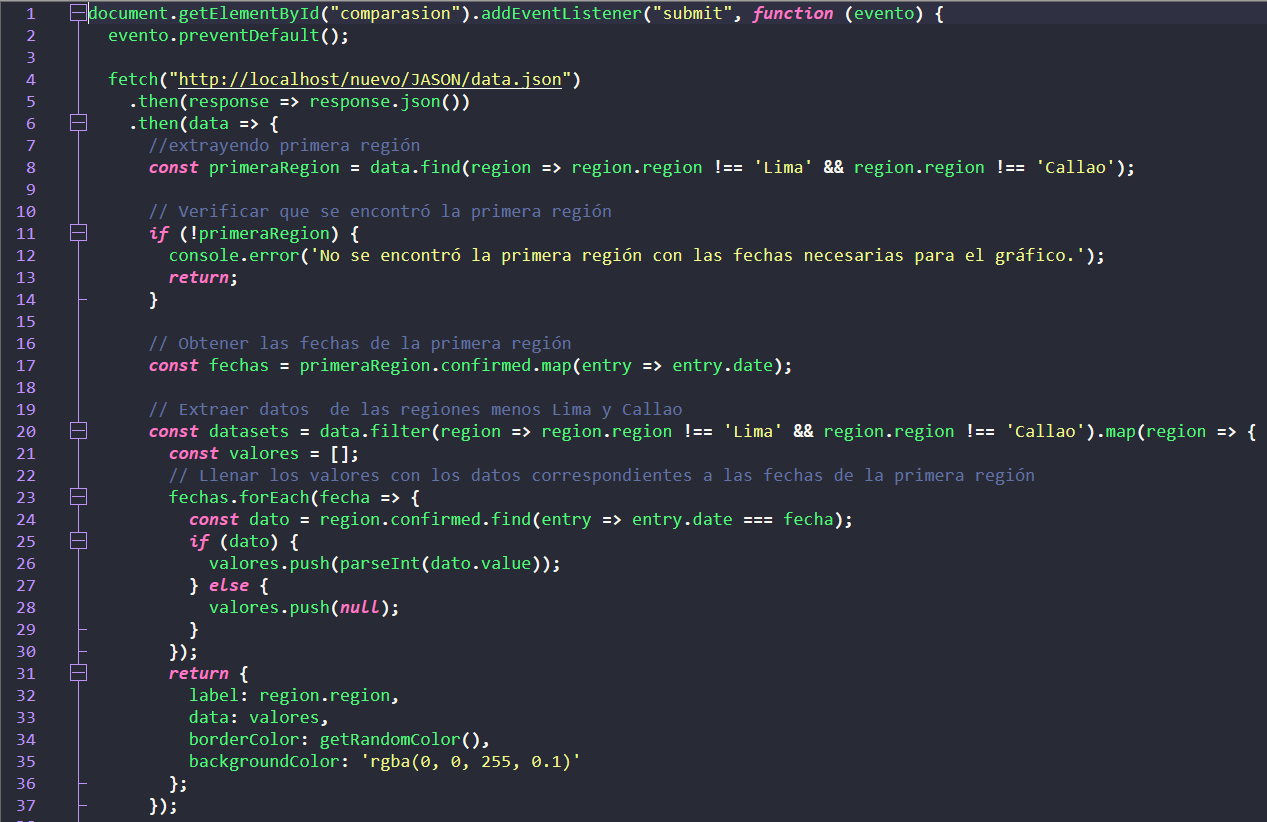 1 document.getElementById("comparasion").addEventListener("submit", function (evento) {
2 evento.preventDefault();
3
4 fetch("http://localhost/nuevo/JASON/data.json")
5 .then(response => response.json())
6 .then(data => {
7 //extrayendo primera región
8 const primeraRegion = data.find(region => region.region !== 'Lima' && region.region !== 'Callao');
9
10 // Verificar que se encontró la primera región
11 if (!primeraRegion) {
12 console.error('No se encontró la primera región con las fechas necesarias para el gráfico.');
13 return;
14 }
15
16 // Obtener las fechas de la primera región
17 const fechas = primeraRegion.confirmed.map(entry => entry.date);
18
19 // Extraer datos  de las regiones menos Lima y Callao
20 const datasets = data.filter(region => region.region !== 'Lima' && region.region !== 'Callao').map(region => {
21 const valores = [];
22 // Llenar los valores con los datos correspondientes a las fechas de la primera región
23 fechas.forEach(fecha => {
24 const dato = region.confirmed.find(entry => entry.date === fecha);
25 if (dato) {
26 valores.push(parseInt(dato.value));
27 } else {
28 valores.push(null);
29 }
30 });
31 return {
32 label: region.region,
33 data: valores,
34 borderColor: getRandomColor(),
35 backgroundColor: 'rgba(0, 0, 255, 0.1)'
36 };
37 });